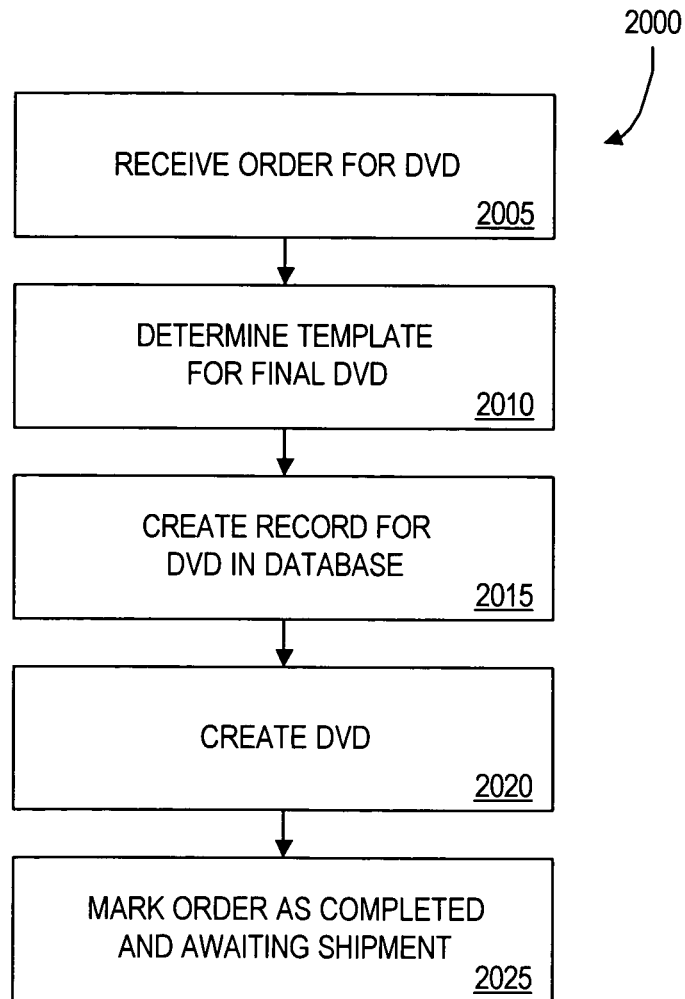 2000
RECEIVE ORDER FOR DVD
2005
DETERMINE TEMPLATE
FOR FINAL DVD
2010
CREATE RECORD FOR
DVD IN DATABASE
2015
CREATE DVD
2020
MARK ORDER AS COMPLETED
AND AWAITING SHIPMENT
2025